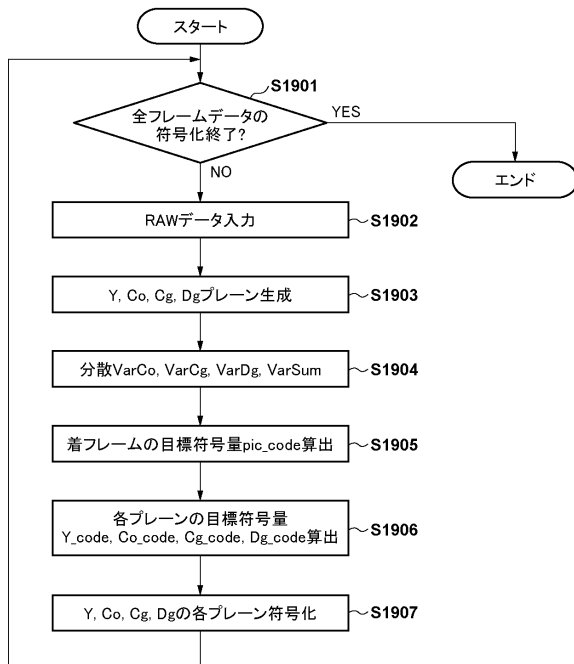 スタート
S1901
全フレームデータの
符号化終了?
YES
NO
エンド
RAWデータ入力
S1902
Y, Co, Cg, Dgプレーン生成
S1903
分散VarCo, VarCg, VarDg, VarSum
S1904
着フレームの目標符号量pic_code算出
S1905
各プレーンの目標符号量
Y_code, Co_code, Cg_code, Dg_code算出
S1906
Y, Co, Cg, Dgの各プレーン符号化
S1907